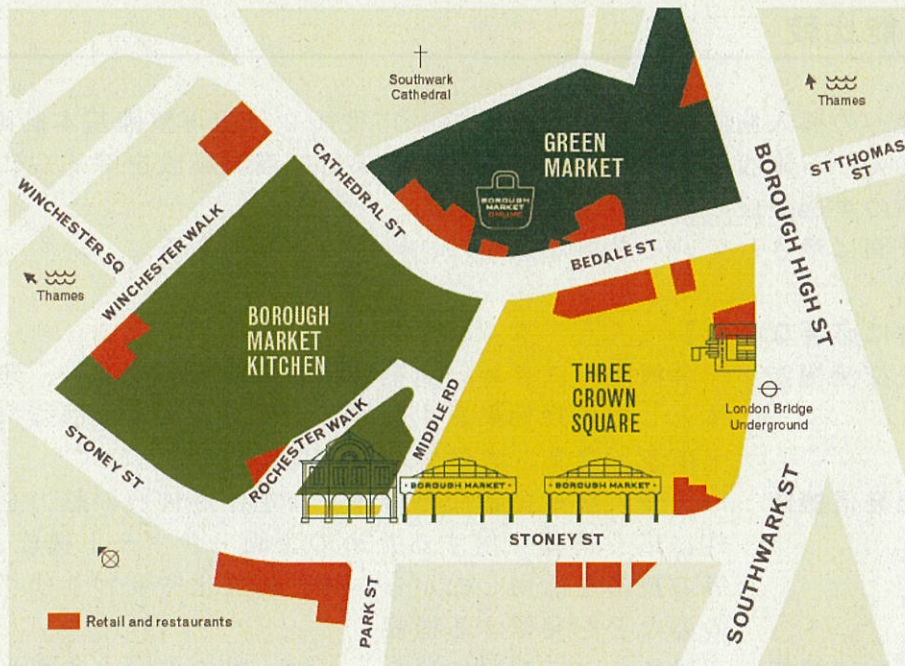 Southwark
Cathedral
Thames
GREEN
MARKET
BOROUGH
MARKET
ONLINE
ST THOMAS
ST
BOROUGH HIGH ST
CATHEDRAL ST
WINCHESTER SQ
WINCHESTER WALK
BEDALE ST
Thames
BOROUGH
MARKET
KITCHEN
THREE
CROWN
SQUARE
MIDDLE RD
ROCHESTER WALK
London Bridge
Underground
STONEY ST
• BOROUGH MARKET •
• BOROUGH MARKET •
STONEY ST
SOUTHWARK ST
PARK ST
Retail and restaurants